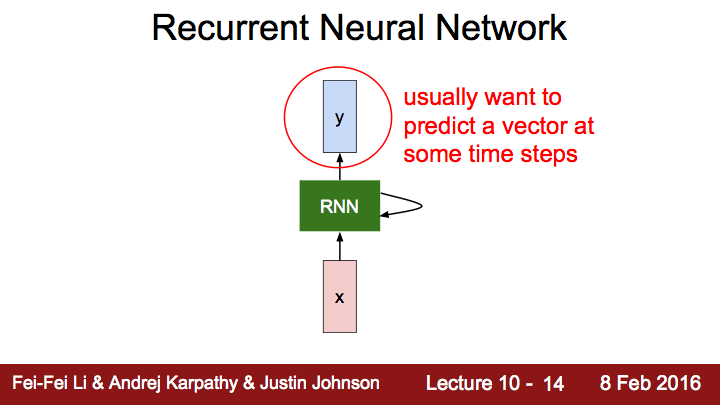 Recurrent Neural Network
y
usually want to
predict a vector at
some time steps
RNN
x
Fei-Fei Li & Andrej Karpathy & Justin Johnson Lecture 10 - 14 8 Feb 2016